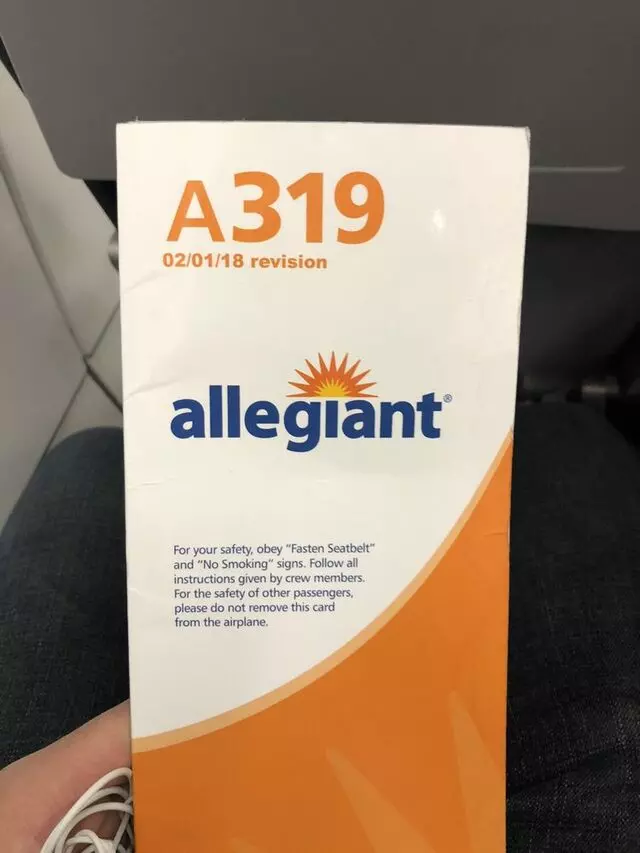 A319
02/01/18 revision
allegiant®
For your safety, obey "Fasten Seatbelt"
and "No Smoking" signs. Follow all
instructions given by crew members.
For the safety of other passengers,
please do not remove this card
from the airplane.